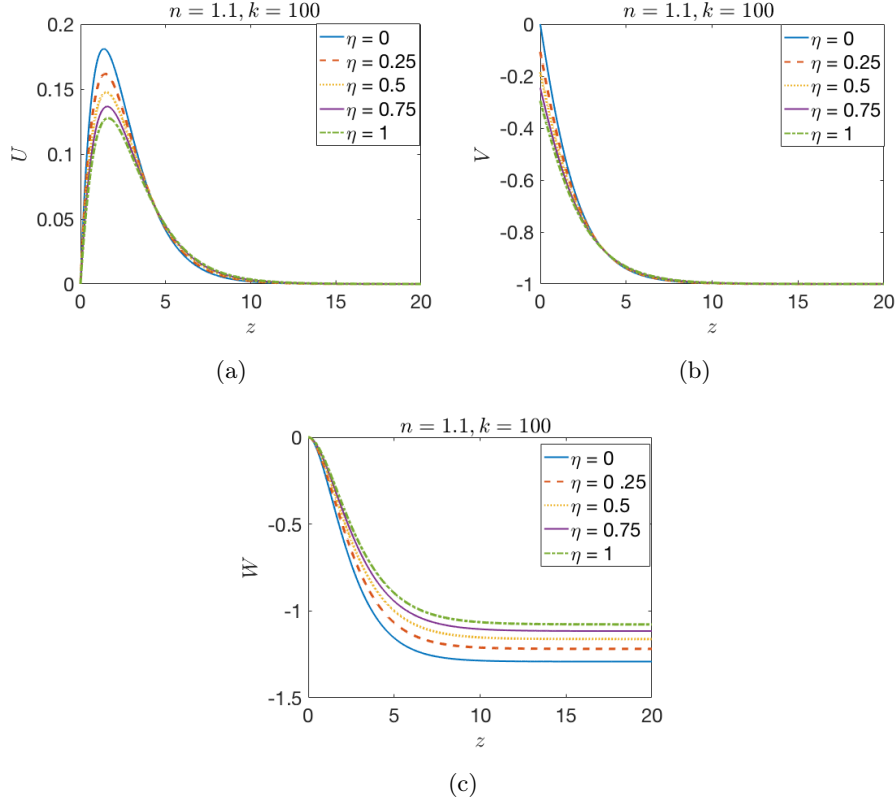 n = 1.1, k = 100
0.2
0.15
0.1
0.05
0
U
0 5 10 15 20
z
η = 0
η = 0.25
η = 0.5
η = 0.75
η = 1
(a)
n = 1.1, k = 100
0
-0.2
-0.4
-0.6
-0.8
-1
V
0 5 10 15 20
z
η = 0
η = 0.25
η = 0.5
η = 0.75
η = 1
(b)
n = 1.1, k = 100
0
-0.5
-1
-1.5
W
0 5 10 15 20
z
η = 0
η = 0 .25
η = 0.5
η = 0.75
η = 1
(c)